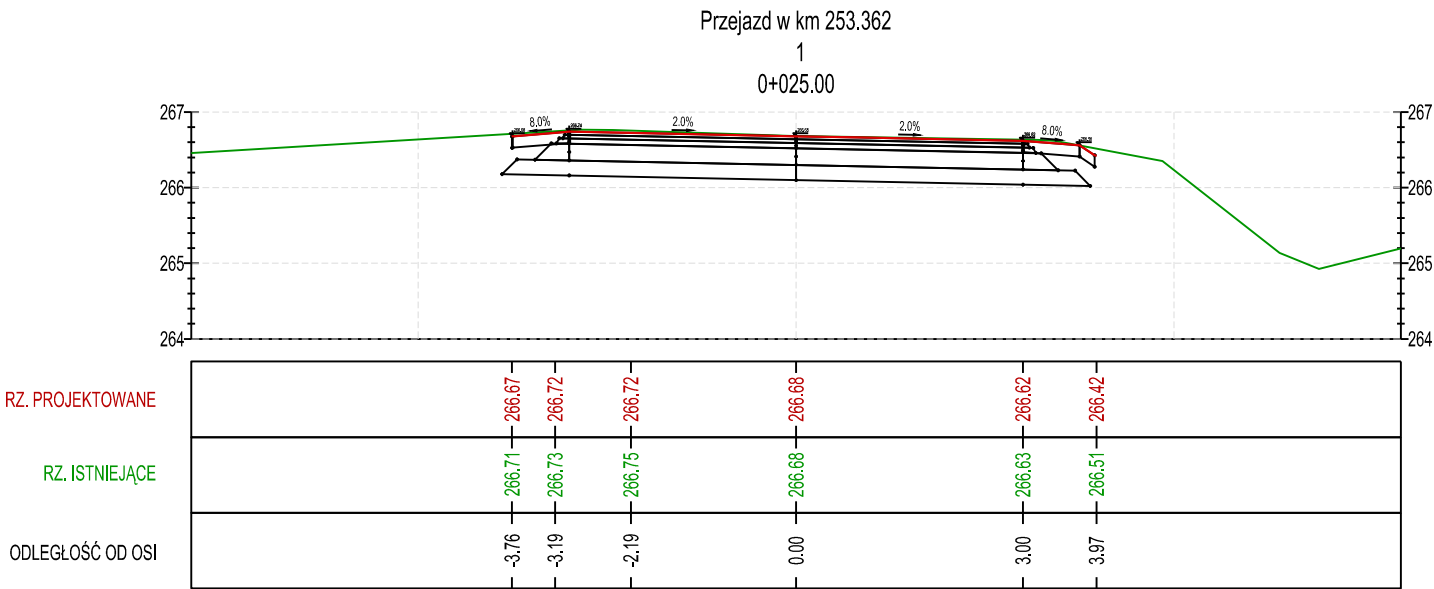 Przejazd w km 253.362
1
0+025.00
267 267
8.0% 2.0% 2.0% 8.0%
266 266
265 265
264 264
RZ. PROJEKTOWANE 266.67 266.72 266.72 266.68 266.62 266.42
RZ. ISTNIEJĄCE 266.71 266.73 266.75 266.68 266.63 266.51
ODLEGŁOŚĆ OD OSI -3.76 -3.19 -2.19 0.00 3.00 3.97